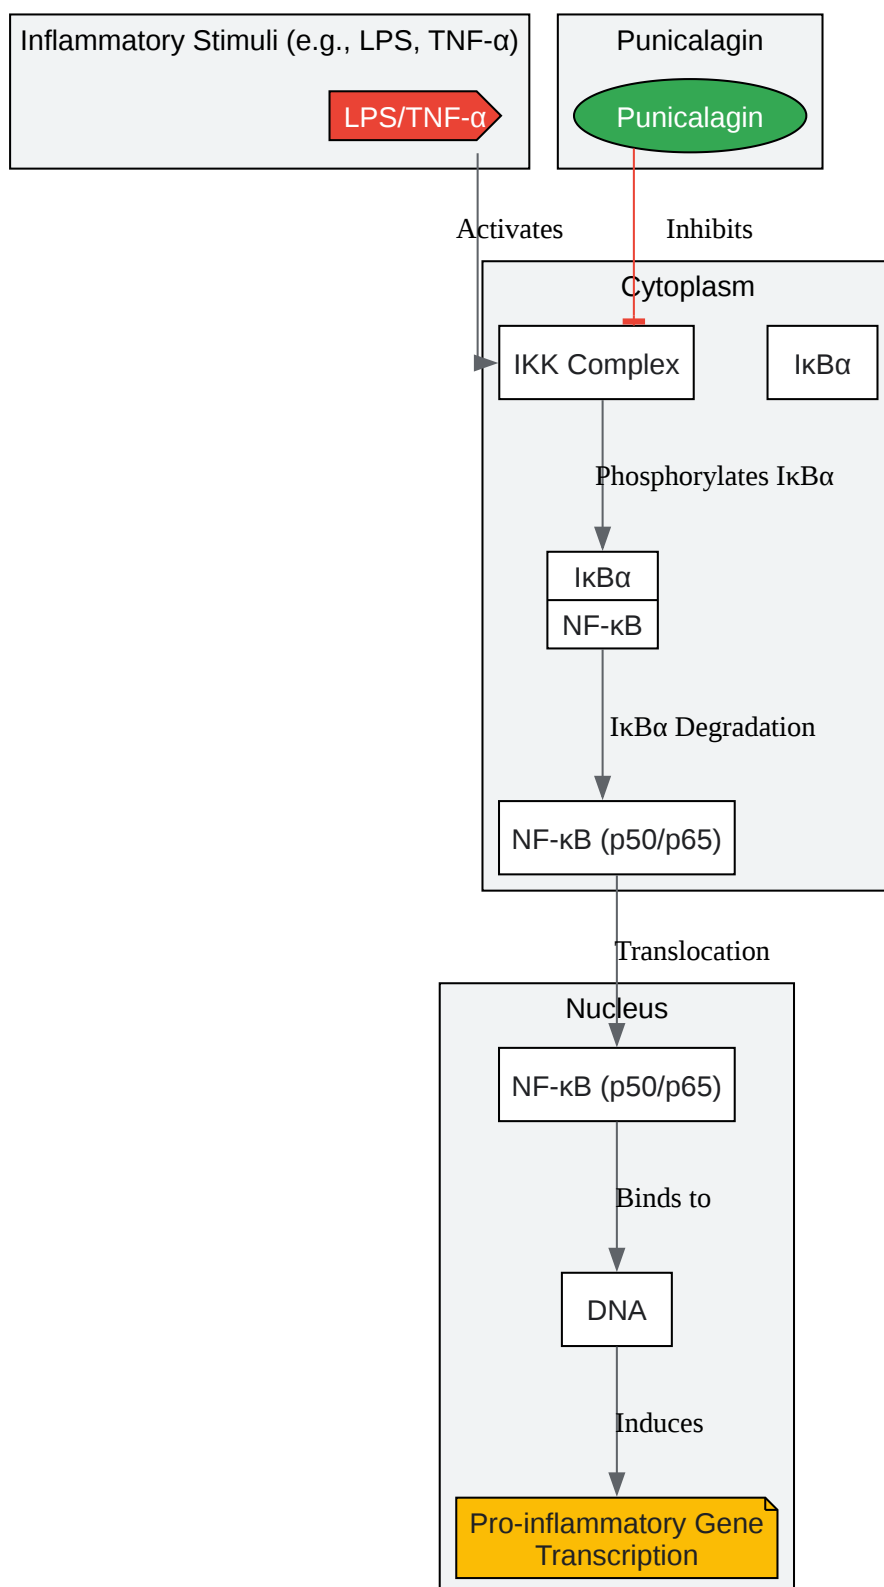 Inflammatory Stimuli (e.g., LPS, TNF-α)
Punicalagin
LPS/TNF-α
Punicalagin
Activates
Inhibits
Cytoplasm
IKK Complex
IκBα
Phosphorylates IκBα
IκBα
NF-κB
IκBα Degradation
NF-κB (p50/p65)
Translocation
Nucleus
NF-κB (p50/p65)
Binds to
DNA
Induces
Pro-inflammatory Gene
Transcription